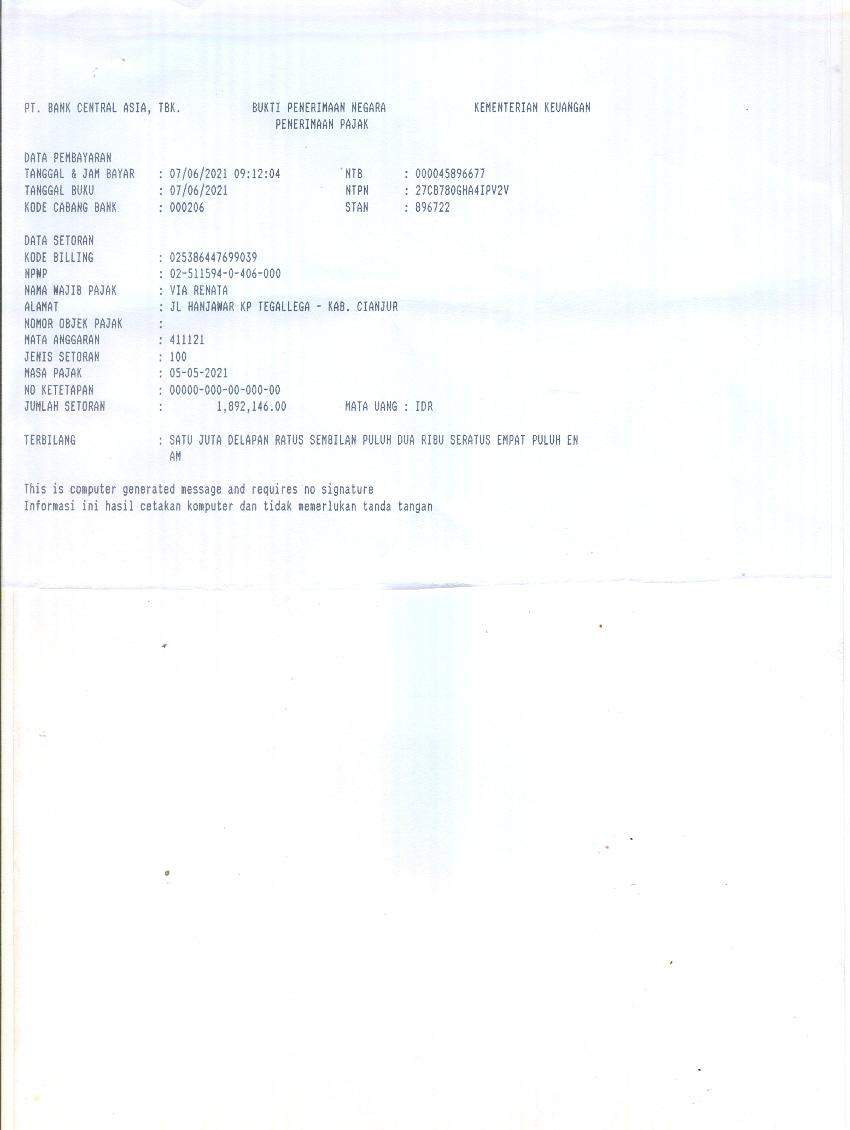 PT. BANK CENTRAL ASIA, TBK. BUKTI PENERIMAAN NEGARA KEMENTERIAN KEUANGAN
PENERIMAAN PAJAK
DATA PEMBAYARAN
TANGGAL & JAM BAYAR : 07/06/2021 09:12:04 NTB : 000045896677
TANGGAL BUKU : 07/06/2021 NTPN : 27CB780GHA4IPV2V
KODE CABANG BANK : 000206 STAN : 896722
DATA SETORAN
KODE BILLING : 025386447699039
NPWP : 02-511594-0-406-000
NAMA WAJIB PAJAK : VIA RENATA
ALAMAT : JL HANJAWAR KP TEGALLEGA - KAB. CIANJUR
NOMOR OBJEK PAJAK :
MATA ANGGARAN : 411121
JENIS SETORAN : 100
MASA PAJAK : 05-05-2021
NO KETETAPAN : 00000-000-00-000-00
JUMLAH SETORAN : 1,892,146.00 MATA UANG : IDR
TERBILANG : SATU JUTA DELAPAN RATUS SEMBILAN PULUH DUA RIBU SERATUS EMPAT PULUH EN
AM
This is computer generated message and requires no signature
Informasi ini hasil cetakan komputer dan tidak memerlukan tanda tangan